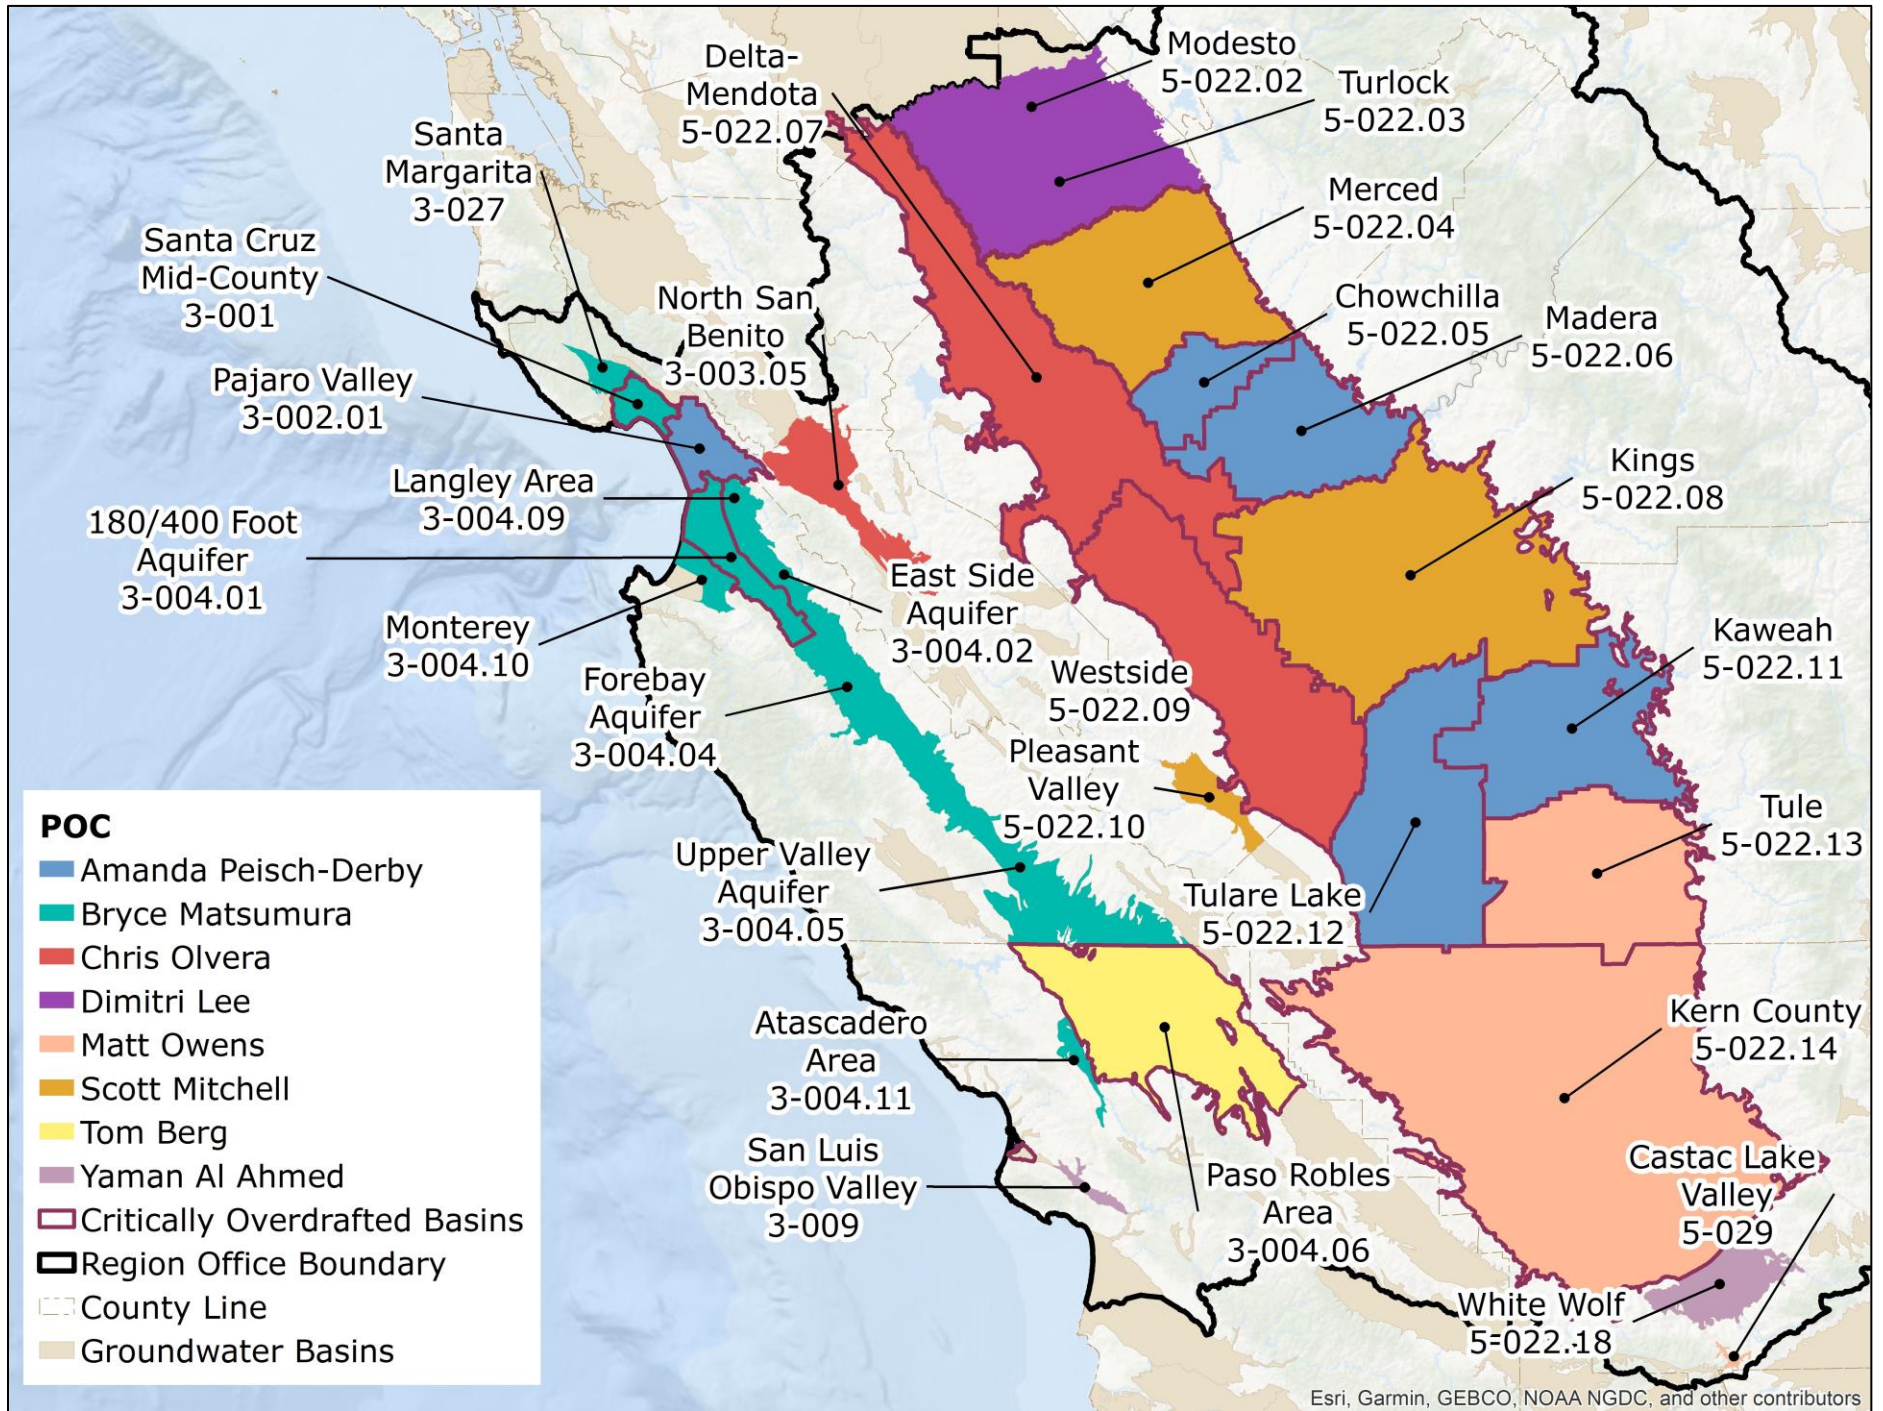 Delta-
Mendota
5-022.07
Modesto
5-022.02
Turlock
5-022.03
Santa
Margarita
3-027
Merced
5-022.04
Santa Cruz
Mid-County
3-001
North San
Benito
3-003.05
Chowchilla
5-022.05
Madera
5-022.06
Pajaro Valley
3-002.01
Langley Area
3-004.09
Kings
5-022.08
180/400 Foot
Aquifer
3-004.01
East Side
Aquifer
3-004.02
Monterey
3-004.10
Kaweah
5-022.11
Forebay
Aquifer
3-004.04
Westside
5-022.09
Pleasant
Valley
5-022.10
Tule
5-022.13
Upper Valley
Aquifer
3-004.05
Tulare Lake
5-022.12
Kern County
5-022.14
Atascadero
Area
3-004.11
San Luis
Obispo Valley
3-009
Paso Robles
Area
3-004.06
Castac Lake
Valley
5-029
White Wolf
5-022.18
POC
Amanda Peisch-Derby
Bryce Matsumura
Chris Olvera
Dimitri Lee
Matt Owens
Scott Mitchell
Tom Berg
Yaman Al Ahmed
Critically Overdrafted Basins
Region Office Boundary
County Line
Groundwater Basins
Esri, Garmin, GEBCO, NOAA NGDC, and other contributors